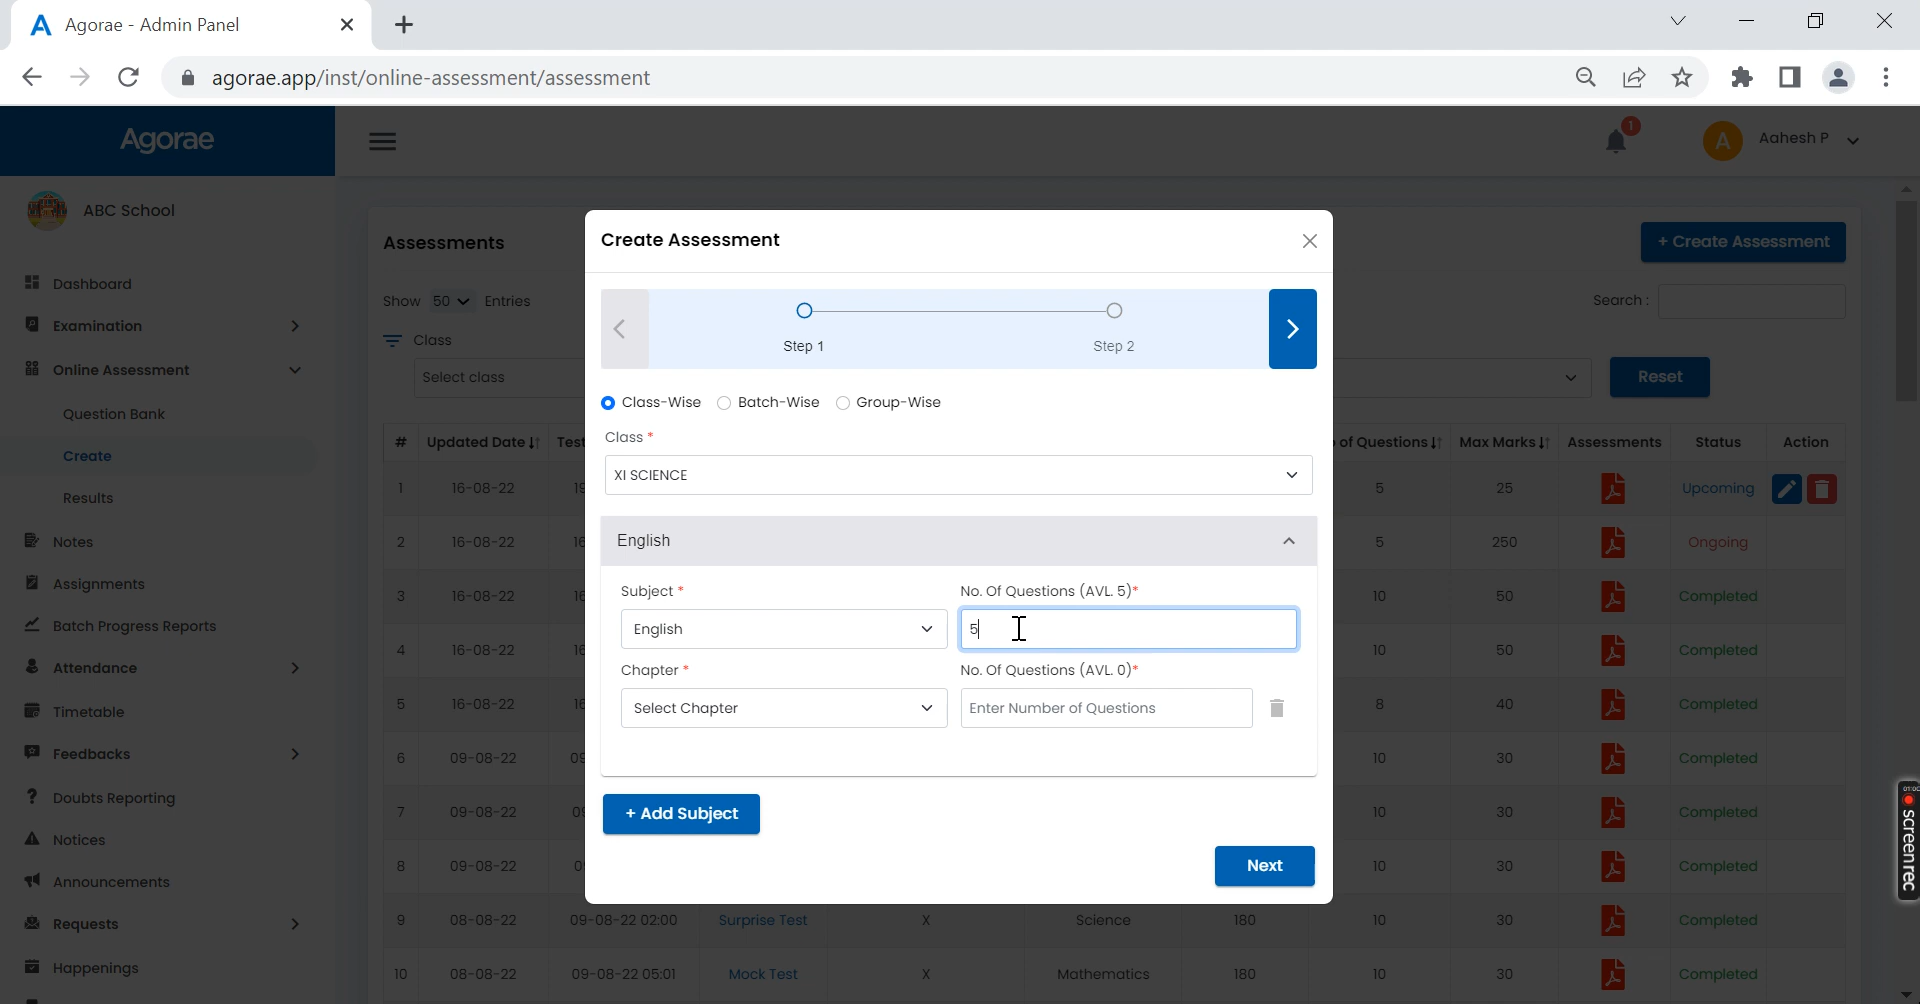 Agorae - Admin Panel
agorae.app/inst/online-assessment/assessment
Agorae
1
A
Aahesh P
ABC School
Dashboard
Examination
Online Assessment
Question Bank
Create
Results
Notes
Assignments
Batch Progress Reports
Attendance
Timetable
Feedbacks
Doubts Reporting
Notices
Announcements
Requests
Happenings
Assessments
+ Create Assessment
Show 50 Entries
Search :
Class
Select class
Reset
# Updated Date Test of Questions Max Marks Assessments Status Action
1 16-08-22 5 25 Upcoming
2 16-08-22 5 250 Ongoing
3 16-08-22 10 50 Completed
4 16-08-22 10 50 Completed
5 16-08-22 8 40 Completed
6 09-08-22 10 30 Completed
7 09-08-22 10 30 Completed
8 09-08-22 10 30 Completed
9 08-08-22 09-08-22 02:00 Surprise Test X Science 180 10 30 Completed
10 08-08-22 09-08-22 05:01 Mock Test X Mathematics 180 10 30 Completed
Create Assessment
Step 1
Step 2
Class-Wise Batch-Wise Group-Wise
Class *
XI SCIENCE
English
Subject * No. Of Questions (AVL. 5)*
English 5
Chapter * No. Of Questions (AVL. 0)*
Select Chapter Enter Number of Questions
+ Add Subject
Next
screenrec